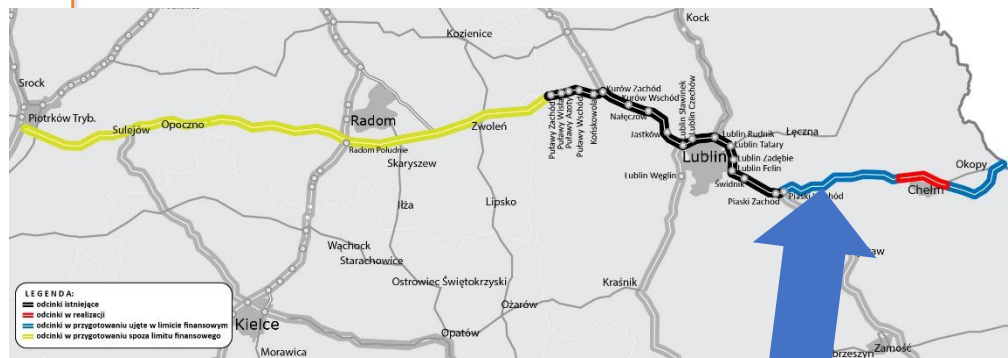 Kock
Srock
Kozienice
Piotrków Tryb.
Sulejów
Opoczno
Radom
Radom Południe
Skaryszew
Zwoleń
Puławy Zachód
Puławy Wisła
Puławy Azoty
Puławy Wschód
Końskowola
Kurów Zachód
Kurów Wschód
Nałęczów
Jastków
Lublin Sławinek
Lublin Czechów
Lublin Rudnik
Lublin Tatary
Lublin Zadębie
Lublin Felin
Łęczna
Lublin
Lublin Węglin
Świdnik
Piaski Zachód
Okopy
Chełm
Iłża
Lipsko
Wąchock
Starachowice
Ostrowiec Świętokrzyski
Kraśnik
Ożarów
Opatów
Kielce
Morawica
Zamość
LEGENDA:
odcinki istniejące
odcinki w realizacji
odcinki w przygotowaniu ujęte w limicie finansowym
odcinki w przygotowaniu spoza limitu finansowego